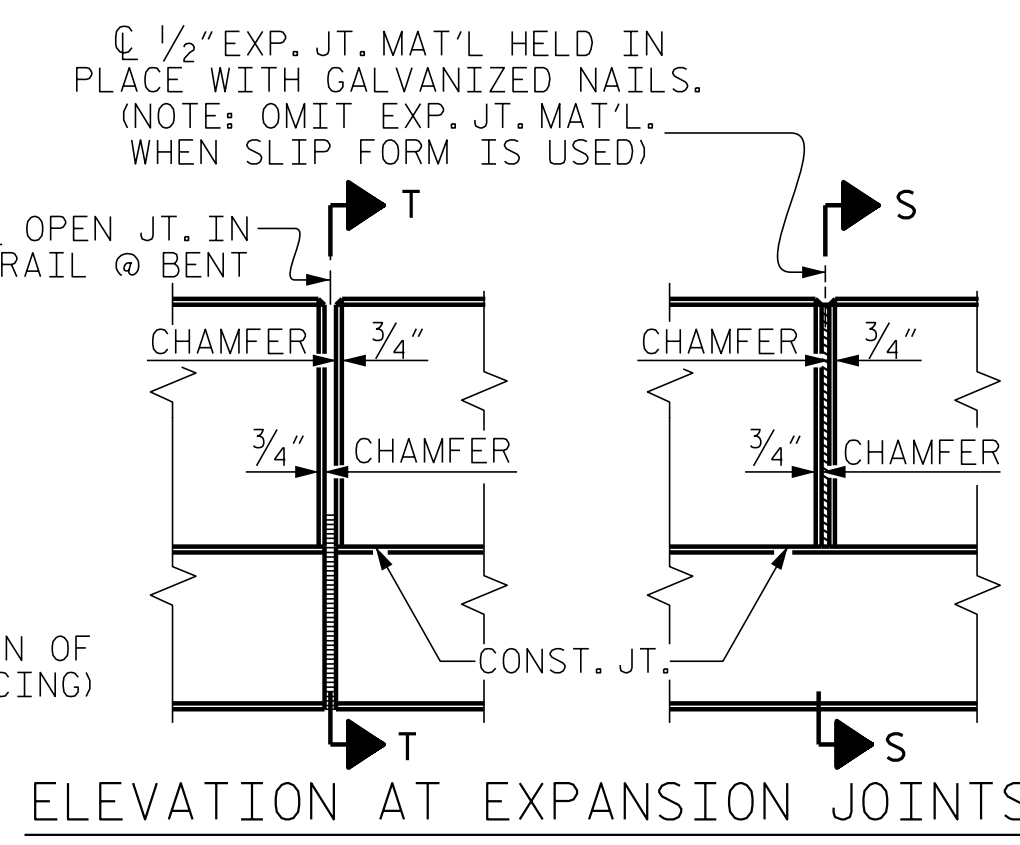 ℄ 1/2" EXP. JT. MAT'L HELD IN
PLACE WITH GALVANIZED NAILS.
(NOTE: OMIT EXP. JT. MAT'L.
WHEN SLIP FORM IS USED)
T
S
OPEN JT. IN
RAIL @ BENT
CHAMFER
3/4"
CHAMFER
3/4"
3/4"
CHAMFER
3/4"
CHAMFER
N OF
CING)
CONST. JT.
T
S
ELEVATION AT EXPANSION JOINTS